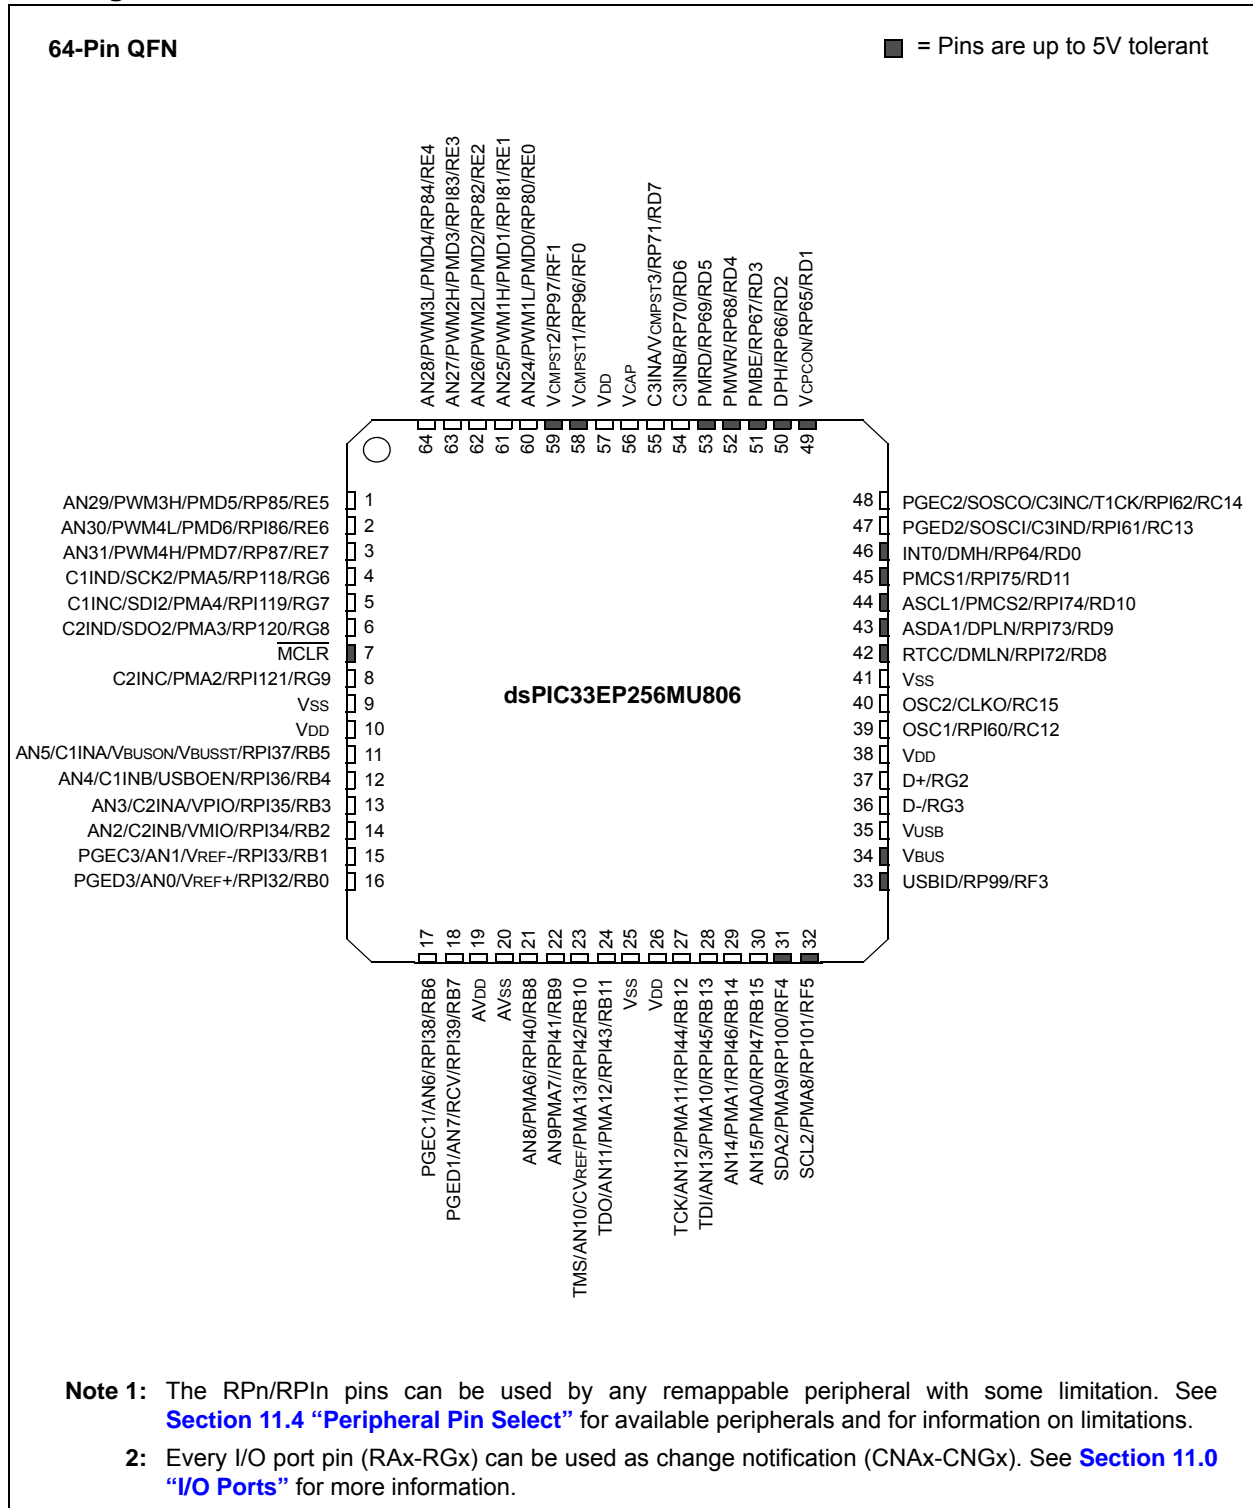 64-Pin QFN
= Pins are up to 5V tolerant
AN28/PWM3L/PMD4/RP84/RE4
AN27/PWM2H/PMD3/RPI83/RE3
AN26/PWM2L/PMD2/RP82/RE2
AN25/PWM1H/PMD1/RPI81/RE1
AN24/PWM1L/PMD0/RP80/RE0
VCMPST2/RP97/RF1
VCMPST1/RP96/RF0
VDD
VCAP
C3INA/VCMPST3/RP71/RD7
C3INB/RP70/RD6
PMRD/RP69/RD5
PMWR/RP68/RD4
PMBE/RP67/RD3
DPH/RP66/RD2
VCPCON/RP65/RD1
64 63 62 61 60 59 58 57 56 55 54 53 52 51 50 49
AN29/PWM3H/PMD5/RP85/RE5 1
AN30/PWM4L/PMD6/RPI86/RE6 2
AN31/PWM4H/PMD7/RP87/RE7 3
C1IND/SCK2/PMA5/RP118/RG6 4
C1INC/SDI2/PMA4/RPI119/RG7 5
C2IND/SDO2/PMA3/RP120/RG8 6
MCLR 7
C2INC/PMA2/RPI121/RG9 8
VSS 9
VDD 10
AN5/C1INA/VBUSON/VBUSST/RPI37/RB5 11
AN4/C1INB/USBOEN/RPI36/RB4 12
AN3/C2INA/VPIO/RPI35/RB3 13
AN2/C2INB/VMIO/RPI34/RB2 14
PGEC3/AN1/VREF-/RPI33/RB1 15
PGED3/AN0/VREF+/RPI32/RB0 16
dsPIC33EP256MU806
48 PGEC2/SOSCO/C3INC/T1CK/RPI62/RC14
47 PGED2/SOSCI/C3IND/RPI61/RC13
46 INT0/DMH/RP64/RD0
45 PMCS1/RPI75/RD11
44 ASCL1/PMCS2/RPI74/RD10
43 ASDA1/DPLN/RPI73/RD9
42 RTCC/DMLN/RPI72/RD8
41 VSS
40 OSC2/CLKO/RC15
39 OSC1/RPI60/RC12
38 VDD
37 D+/RG2
36 D-/RG3
35 VUSB
34 VBUS
33 USBID/RP99/RF3
17 18 19 20 21 22 23 24 25 26 27 28 29 30 31 32
PGEC1/AN6/RPI38/RB6
PGED1/AN7/RCV/RPI39/RB7
AVDD
AVSS
AN8/PMA6/RPI40/RB8
AN9PMA7//RPI41/RB9
TMS/AN10/CVREF/PMA13/RPI42/RB10
TDO/AN11/PMA12/RPI43/RB11
VSS
VDD
TCK/AN12/PMA11/RPI44/RB12
TDI/AN13/PMA10/RPI45/RB13
AN14/PMA1/RPI46/RB14
AN15/PMA0/RPI47/RB15
SDA2/PMA9/RP100/RF4
SCL2/PMA8/RP101/RF5
Note 1: The RPn/RPIn pins can be used by any remappable peripheral with some limitation. See
Section 11.4 “Peripheral Pin Select” for available peripherals and for information on limitations.
2: Every I/O port pin (RAx-RGx) can be used as change notification (CNAx-CNGx). See Section 11.0
“I/O Ports” for more information.